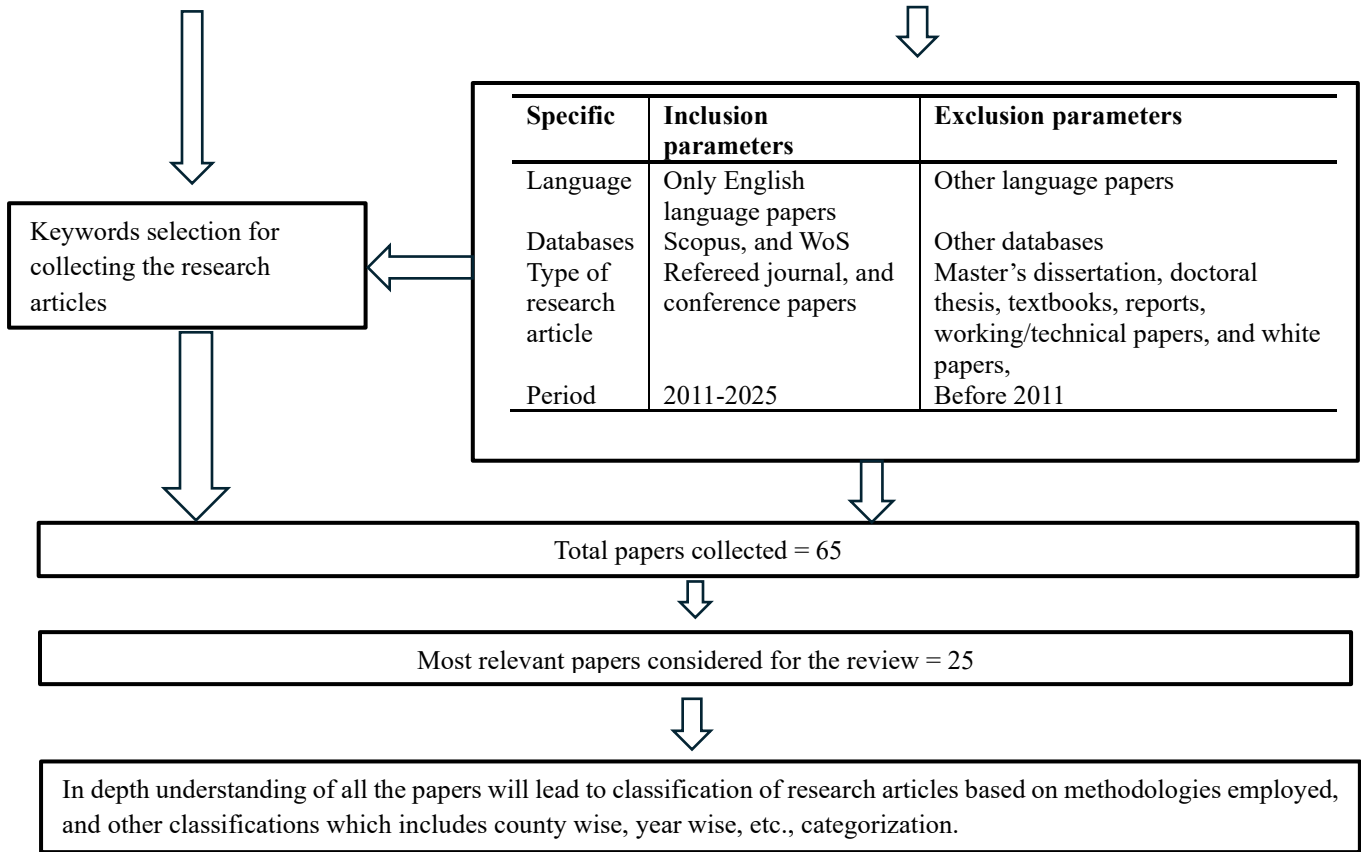 Specific Inclusion Exclusion parameters
parameters
Language Only English Other language papers
language papers
Databases Scopus, and WoS Other databases
Type of Refereed journal, and Master’s dissertation, doctoral
research conference papers thesis, textbooks, reports,
article working/technical papers, and white
papers,
Period 2011-2025 Before 2011
Keywords selection for
collecting the research
articles
Total papers collected = 65
Most relevant papers considered for the review = 25
In depth understanding of all the papers will lead to classification of research articles based on methodologies employed,
and other classifications which includes county wise, year wise, etc., categorization.